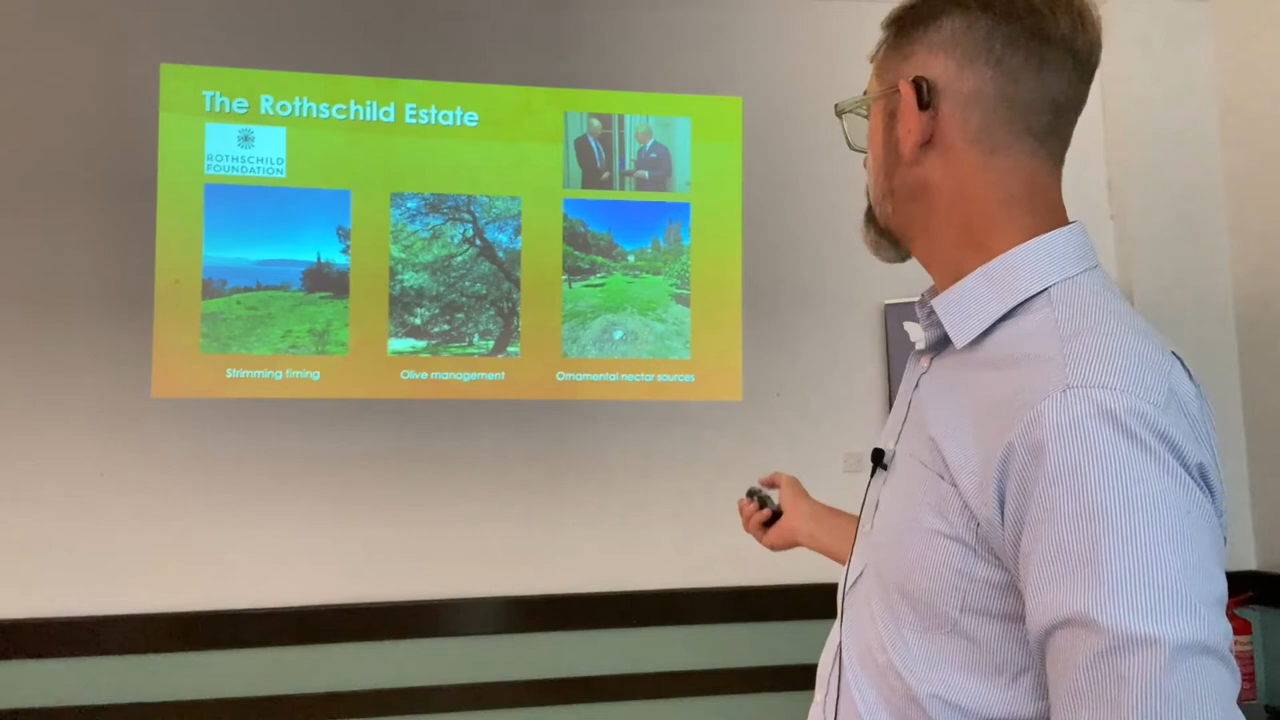 The Rothschild Estate
ROTHSCHILD
FOUNDATION
Strimming timing
Olive management
Ornamental nectar sources